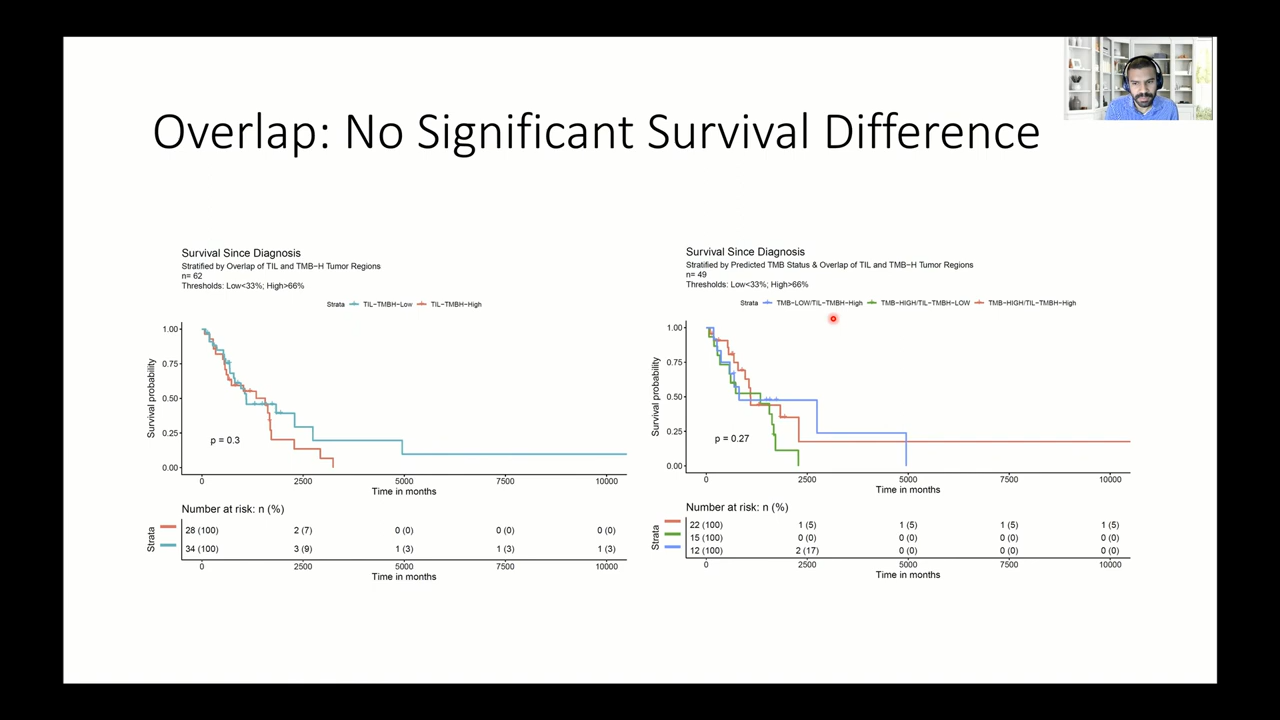 Overlap: No Significant Survival Difference
Survival Since Diagnosis
Stratified by Overlap of TIL and TMB−H Tumor Regions
n= 62
Thresholds: Low<33%; High>66%
Strata TIL−TMBH−Low TIL−TMBH−High
1.00
0.75
0.50
0.25
0.00
Survival probability
p = 0.3
0 2500 5000 7500 10000
Time in months
Number at risk: n (%)
Strata
28 (100) 2 (7) 0 (0) 0 (0) 0 (0)
34 (100) 3 (9) 1 (3) 1 (3) 1 (3)
0 2500 5000 7500 10000
Time in months
Survival Since Diagnosis
Stratified by Predicted TMB Status & Overlap of TIL and TMB−H Tumor Regions
n= 49
Thresholds: Low<33%; High>66%
Strata TMB−LOW/TIL−TMBH−High TMB−HIGH/TIL−TMBH−LOW TMB−HIGH/TIL−TMBH−High
1.00
0.75
0.50
0.25
0.00
Survival probability
p = 0.27
0 2500 5000 7500 10000
Time in months
Number at risk: n (%)
Strata
22 (100) 1 (5) 1 (5) 1 (5) 1 (5)
15 (100) 0 (0) 0 (0) 0 (0) 0 (0)
12 (100) 2 (17) 0 (0) 0 (0) 0 (0)
0 2500 5000 7500 10000
Time in months